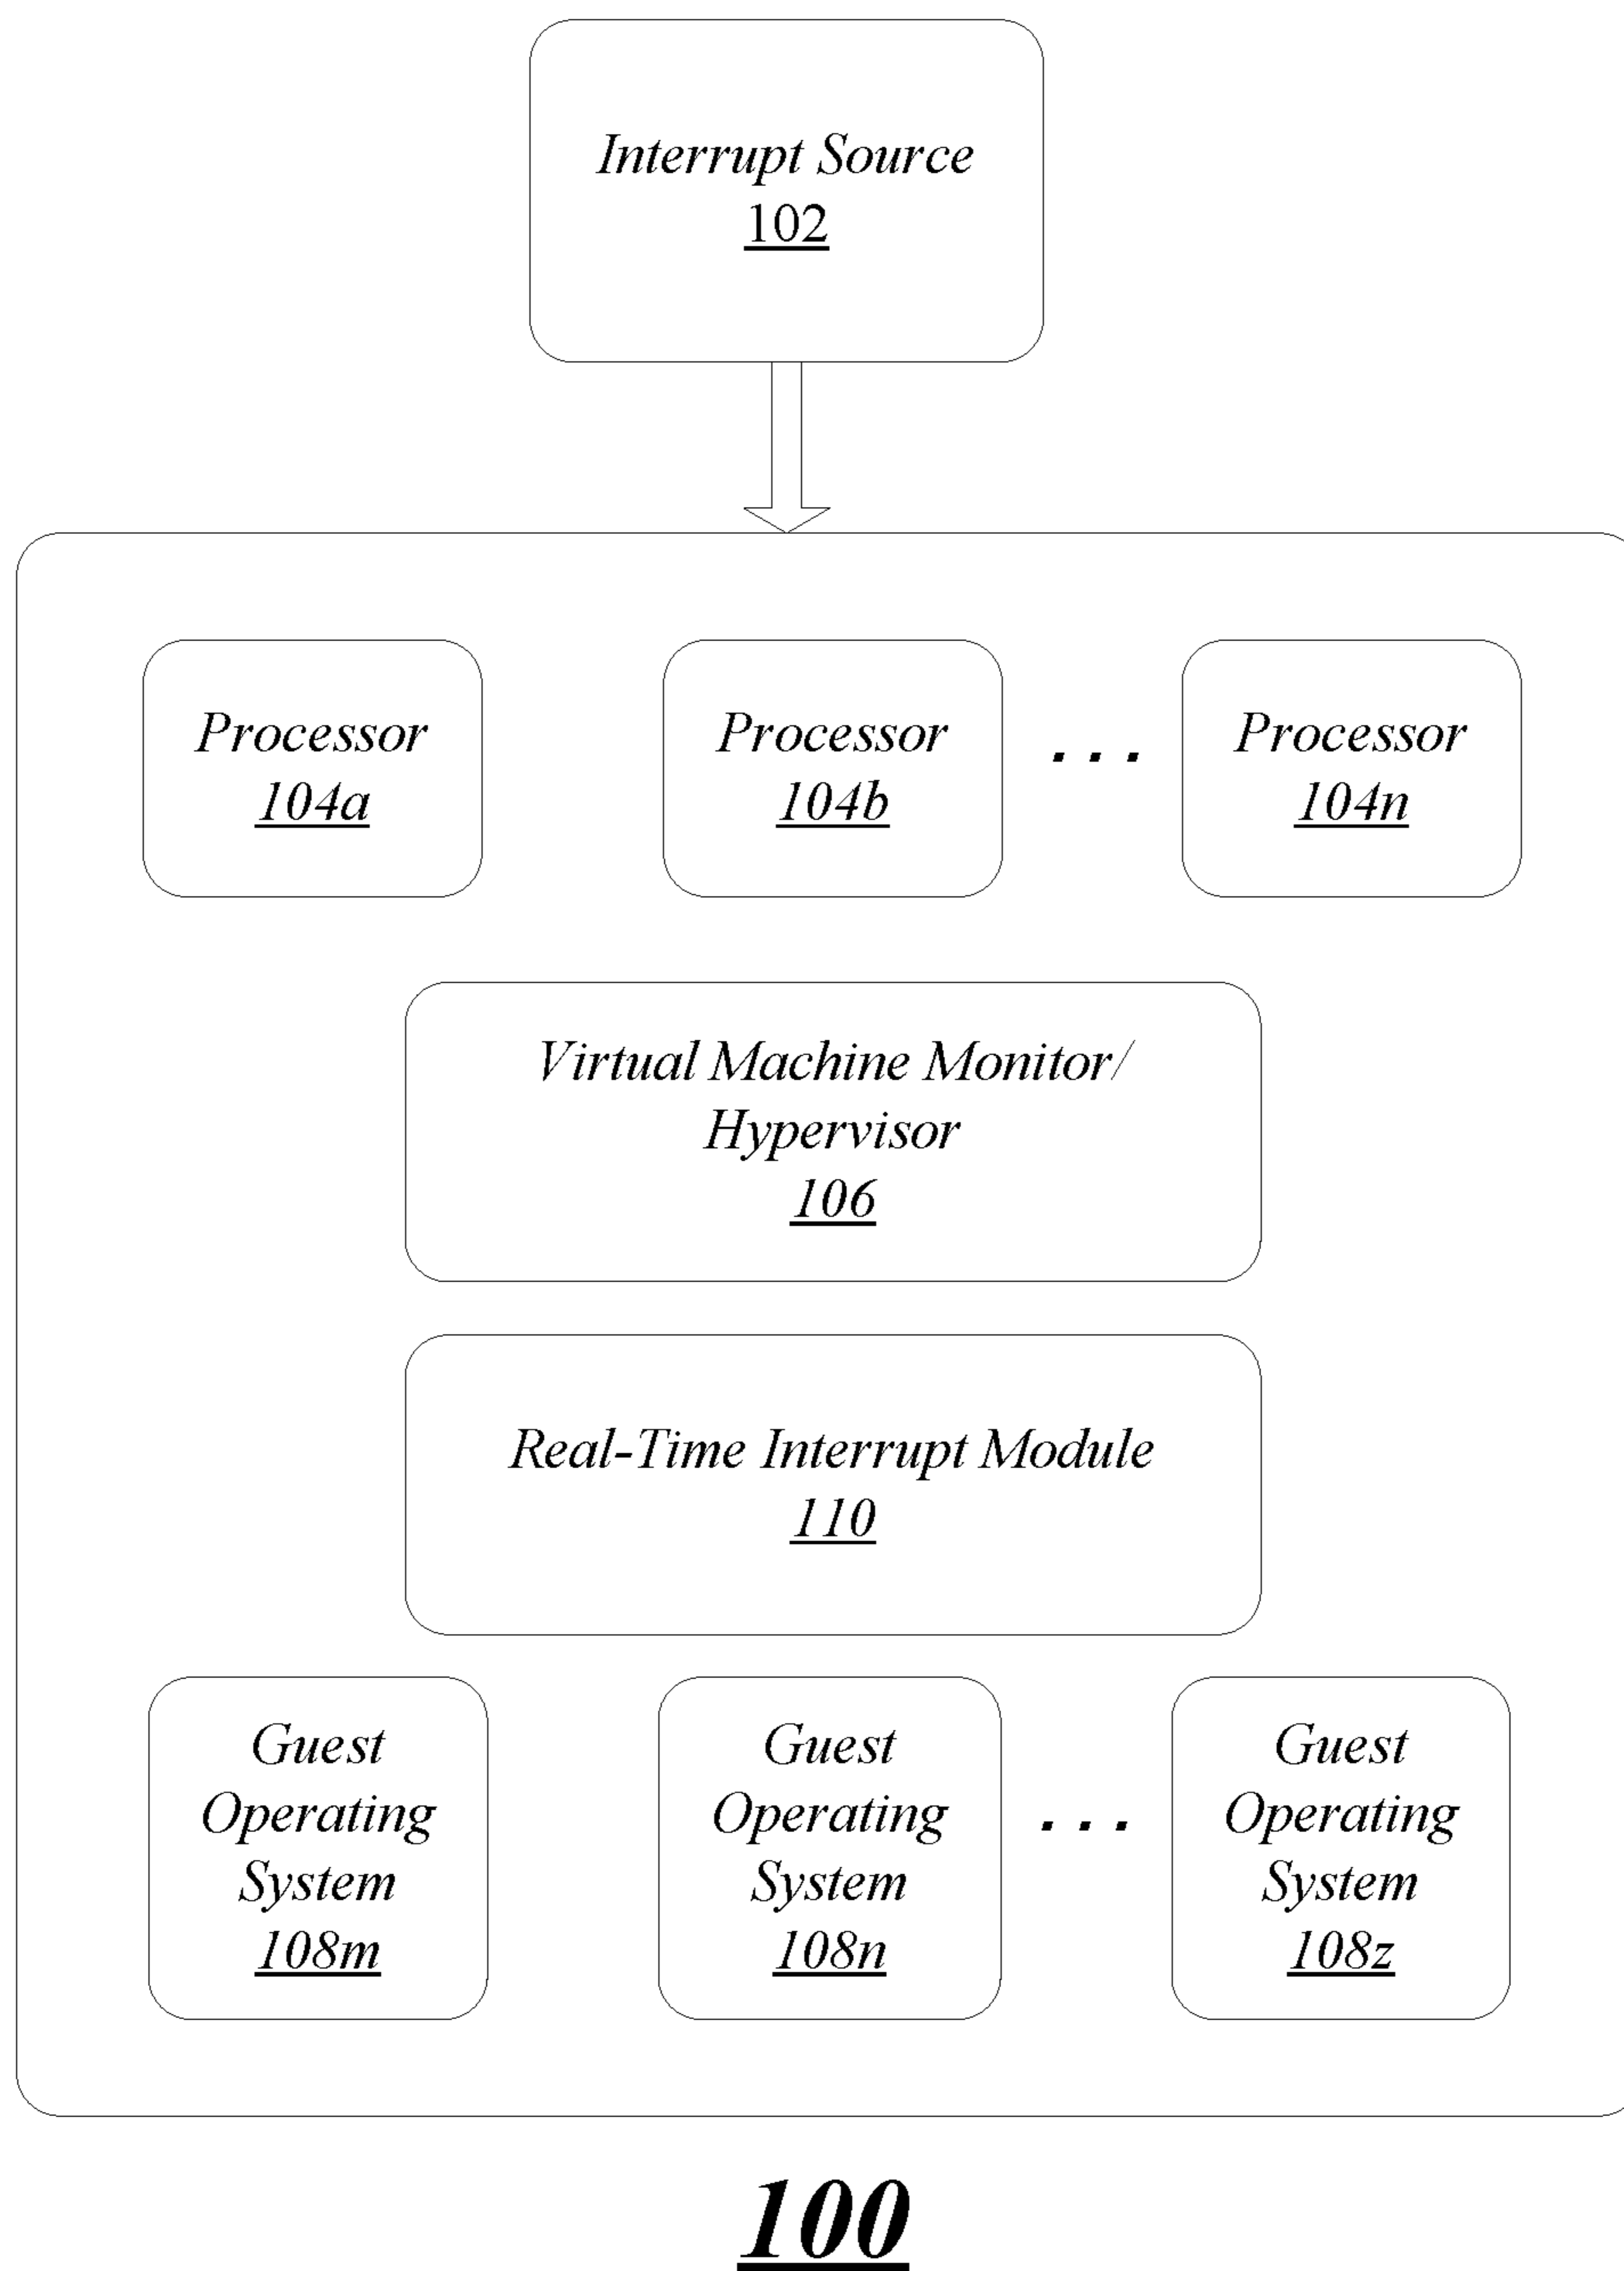 Interrupt Source
102
Processor
104a
Processor
104b
...
Processor
104n
Virtual Machine Monitor/
Hypervisor
106
Real-Time Interrupt Module
110
Guest
Operating
System
108m
Guest
Operating
System
108n
...
Guest
Operating
System
108z
100